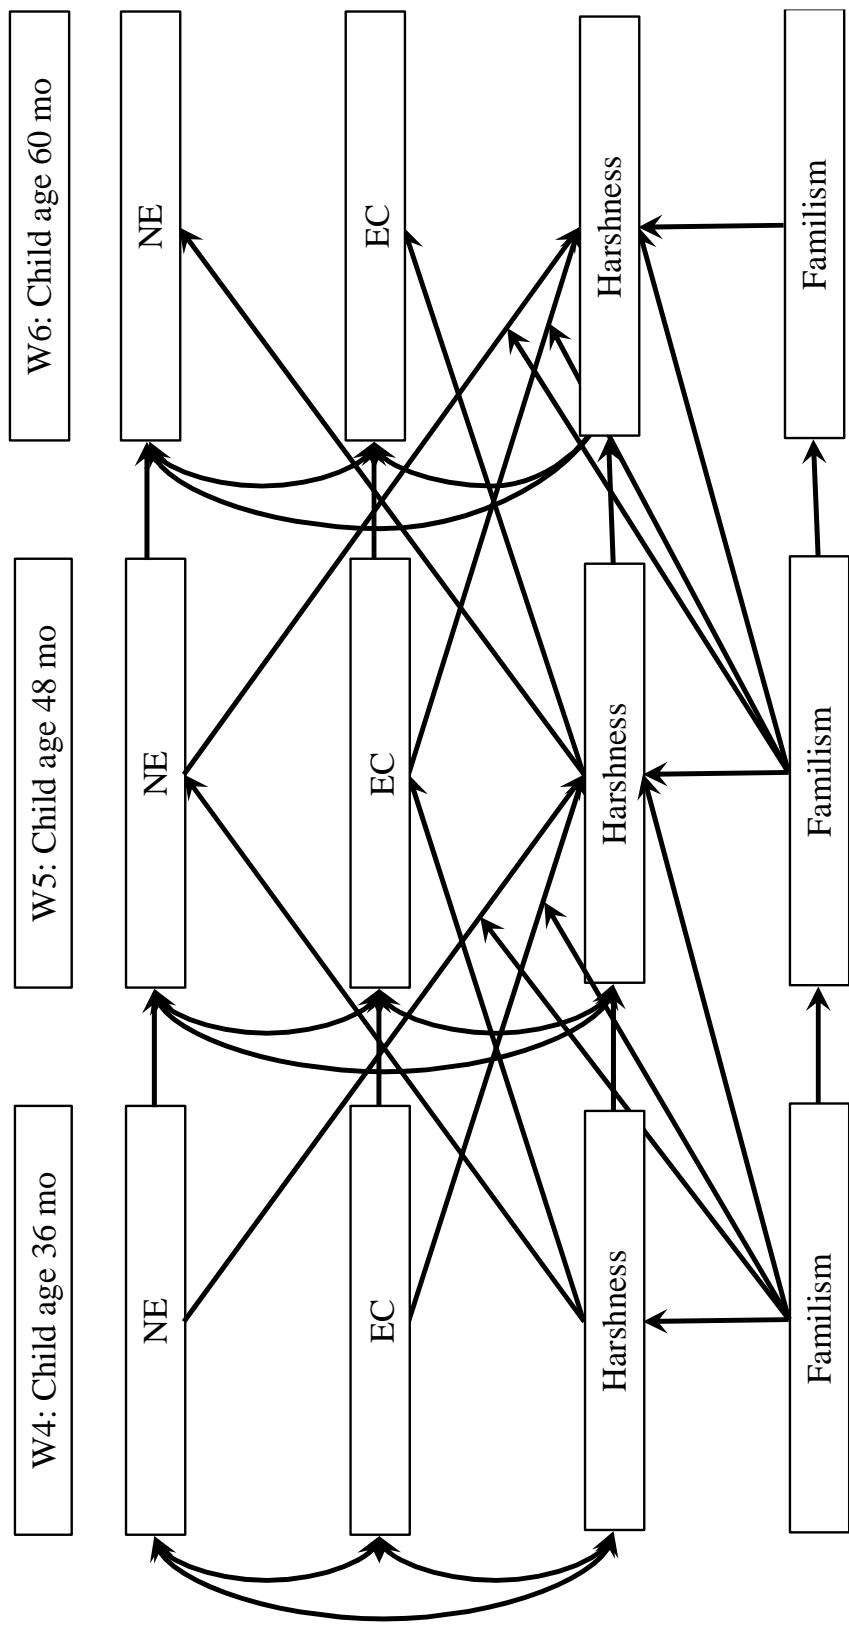 W4: Child age 36 mo
W5: Child age 48 mo
W6: Child age 60 mo
NE
NE
NE
EC
EC
EC
Harshness
Harshness
Harshness
Familism
Familism
Familism